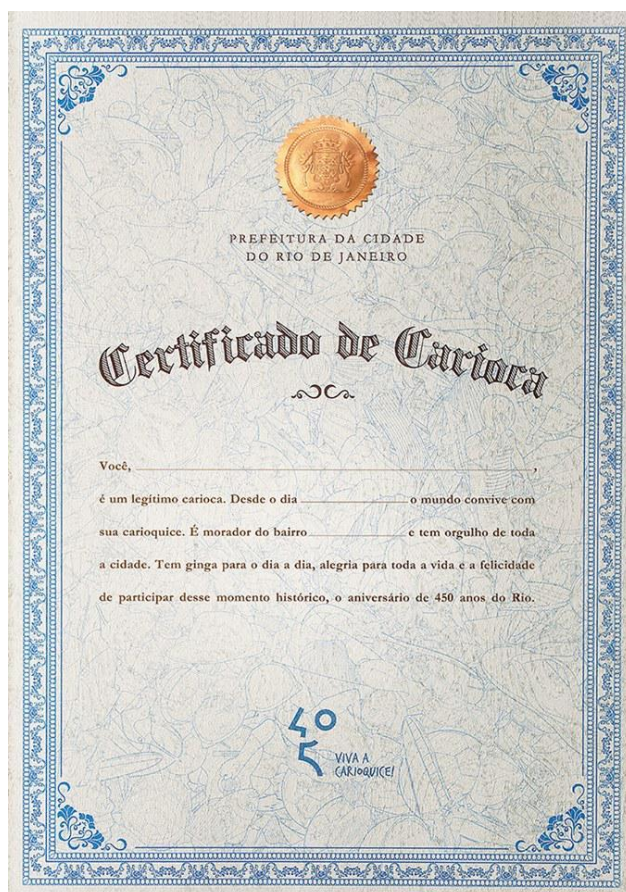 PREFEITURA DA CIDADE
DO RIO DE JANEIRO
Certificado de Carioca
Você, ,
é um legítimo carioca. Desde o dia o mundo convive com
sua carioquice. É morador do bairro e tem orgulho de toda
a cidade. Tem ginga para o dia a dia, alegria para toda a vida e a felicidade
de participar desse momento histórico, o aniversário de 450 anos do Rio.
450
VIVA A
CARIOQUICE!